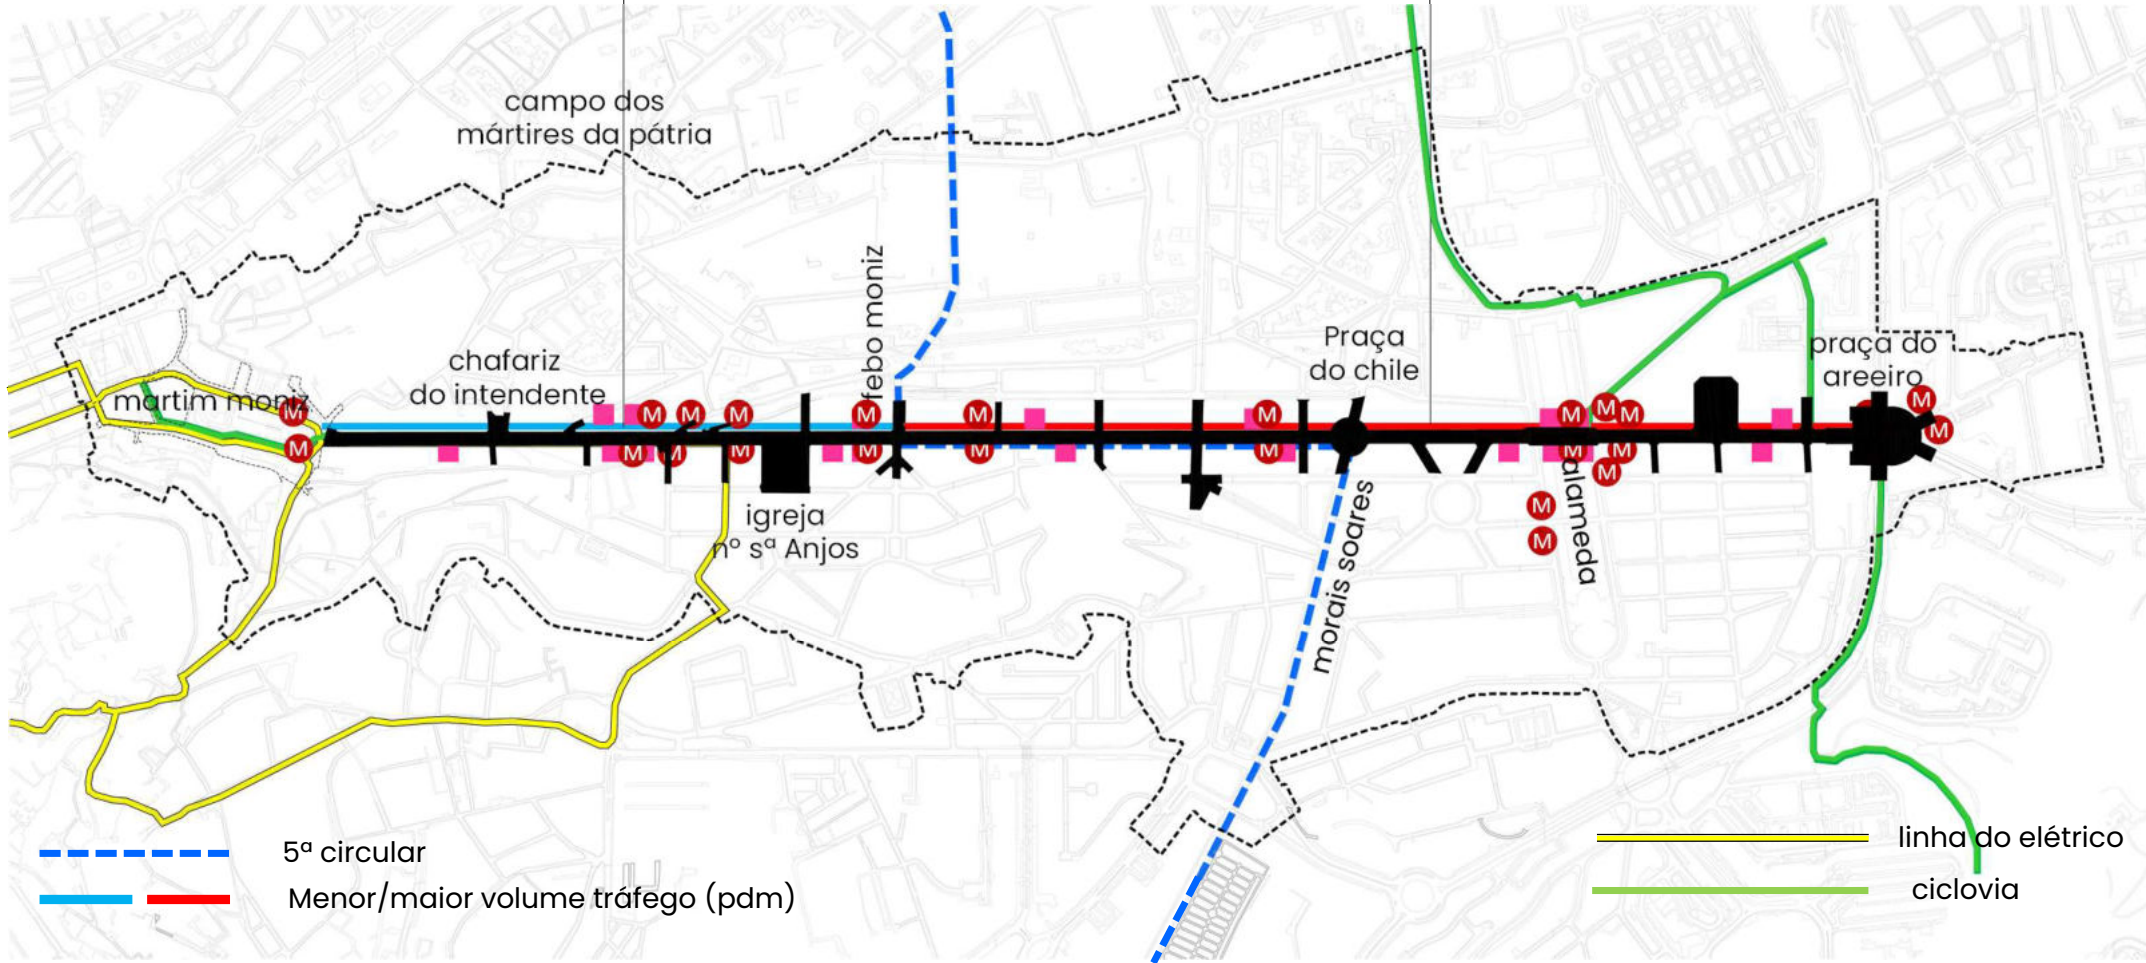 campo dos
mártires da pátria
febo moniz
Praça
do chile
praça do
areeiro
chafariz
do intendente
martim moniz
M M M M M M M M M M M
M M M M M M M M M M
alameda
M
M
M
igreja
nº sª Anjos
morais soares
5ª circular
Menor/maior volume tráfego (pdm)
linha do elétrico
ciclovia